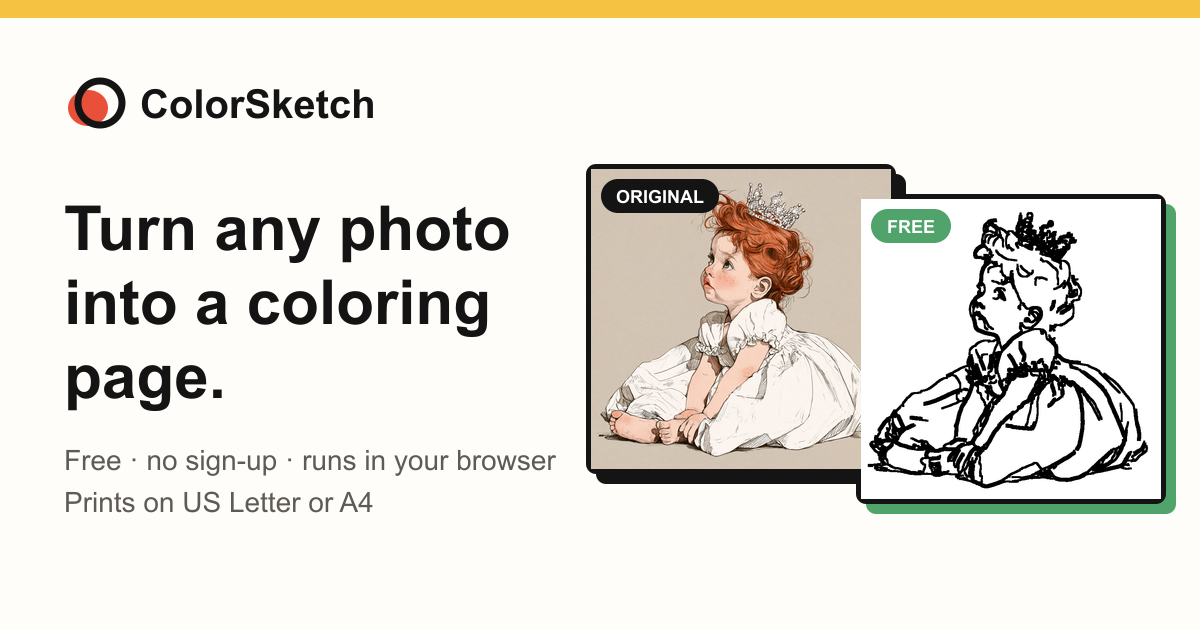 ColorSketch
Turn any photo
into a coloring
page.
Free · no sign-up · runs in your browser
Prints on US Letter or A4
ORIGINAL
FREE